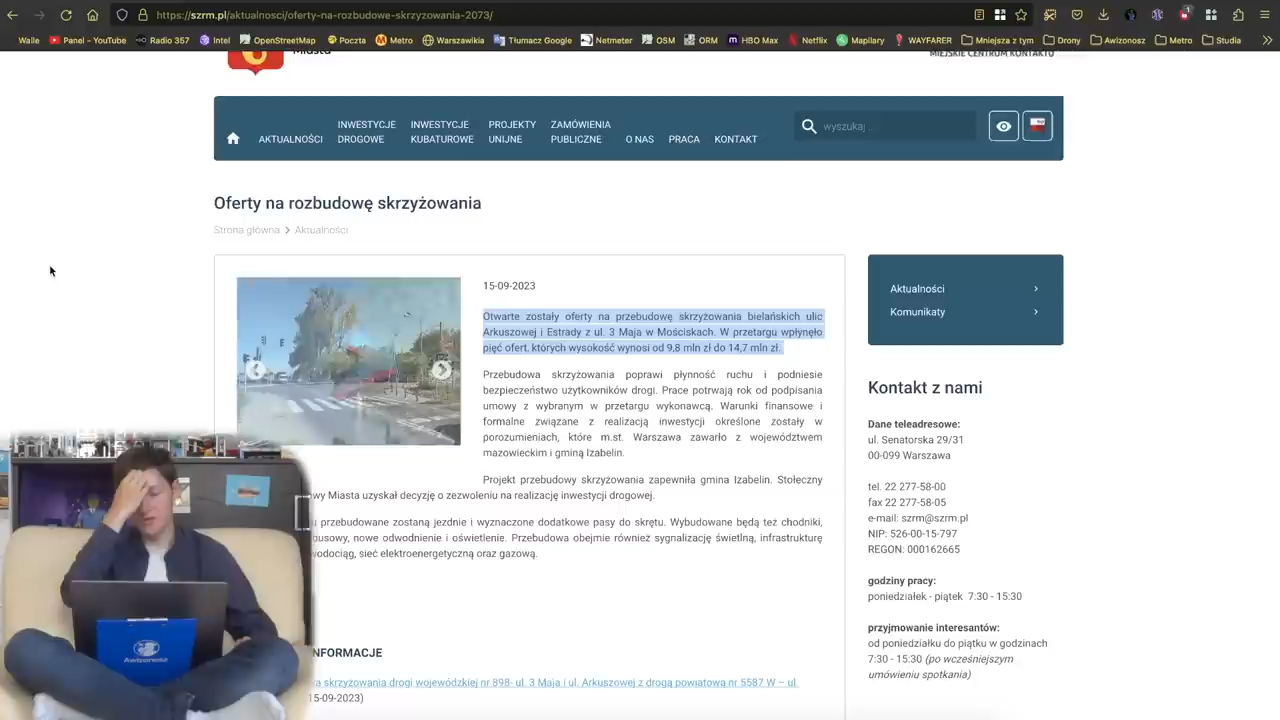 https://szrm.pl/aktualnosci/oferty-na-rozbudowe-skrzyzowania-2073/
Walle Panel - YouTube Radio 357 Intel OpenStreetMap Poczta Metro Warszawikia Tłumacz Google Netmeter OSM ORM HBO Max Netflix Mapilary WAYFARER Mniejsza z tym Drony Awizonosz Metro Studia
Miasta
MIEJSKIE CENTRUM KONTAKTU
AKTUALNOŚCI INWESTYCJE DROGOWE INWESTYCJE KUBATUROWE PROJEKTY UNIJNE ZAMÓWIENIA PUBLICZNE O NAS PRACA KONTAKT
wyszukaj ...
Oferty na rozbudowę skrzyżowania
Strona główna > Aktualności
15-09-2023
Otwarte zostały oferty na przebudowę skrzyżowania bielańskich ulic
Arkuszowej i Estrady z ul. 3 Maja w Mościskach. W przetargu wpłynęło
pięć ofert, których wysokość wynosi od 9,8 mln zł do 14,7 mln zł.
Przebudowa skrzyżowania poprawi płynność ruchu i podniesie
bezpieczeństwo użytkowników drogi. Prace potrwają rok od podpisania
umowy z wybranym w przetargu wykonawcą. Warunki finansowe i
formalne związane z realizacją inwestycji określone zostały w
porozumieniach, które m.st. Warszawa zawarło z województwem
mazowieckim i gminą Izabelin.
Projekt przebudowy skrzyżowania zapewniła gmina Izabelin. Stołeczny
wy Miasta uzyskał decyzję o zezwoleniu na realizację inwestycji drogowej.
u przebudowane zostaną jezdnie i wyznaczone dodatkowe pasy do skrętu. Wybudowane będą też chodniki,
busowy, nowe odwodnienie i oświetlenie. Przebudowa obejmie również sygnalizację świetlną, infrastrukturę
wodociąg, sieć elektroenergetyczną oraz gazową.
NFORMACJE
a skrzyżowania drogi wojewódzkiej nr 898- ul. 3 Maja i ul. Arkuszowej z drogą powiatową nr 5587 W – ul.
15-09-2023)
Aktualności
Komunikaty
Kontakt z nami
Dane teleadresowe:
ul. Senatorska 29/31
00-099 Warszawa
tel. 22 277-58-00
fax 22 277-58-05
e-mail: szrm@szrm.pl
NIP: 526-00-15-797
REGON: 000162665
godziny pracy:
poniedziałek - piątek 7:30 - 15:30
przyjmowanie interesantów:
od poniedziałku do piątku w godzinach
7:30 - 15:30 (po wcześniejszym
umówieniu spotkania)
Awizonosz